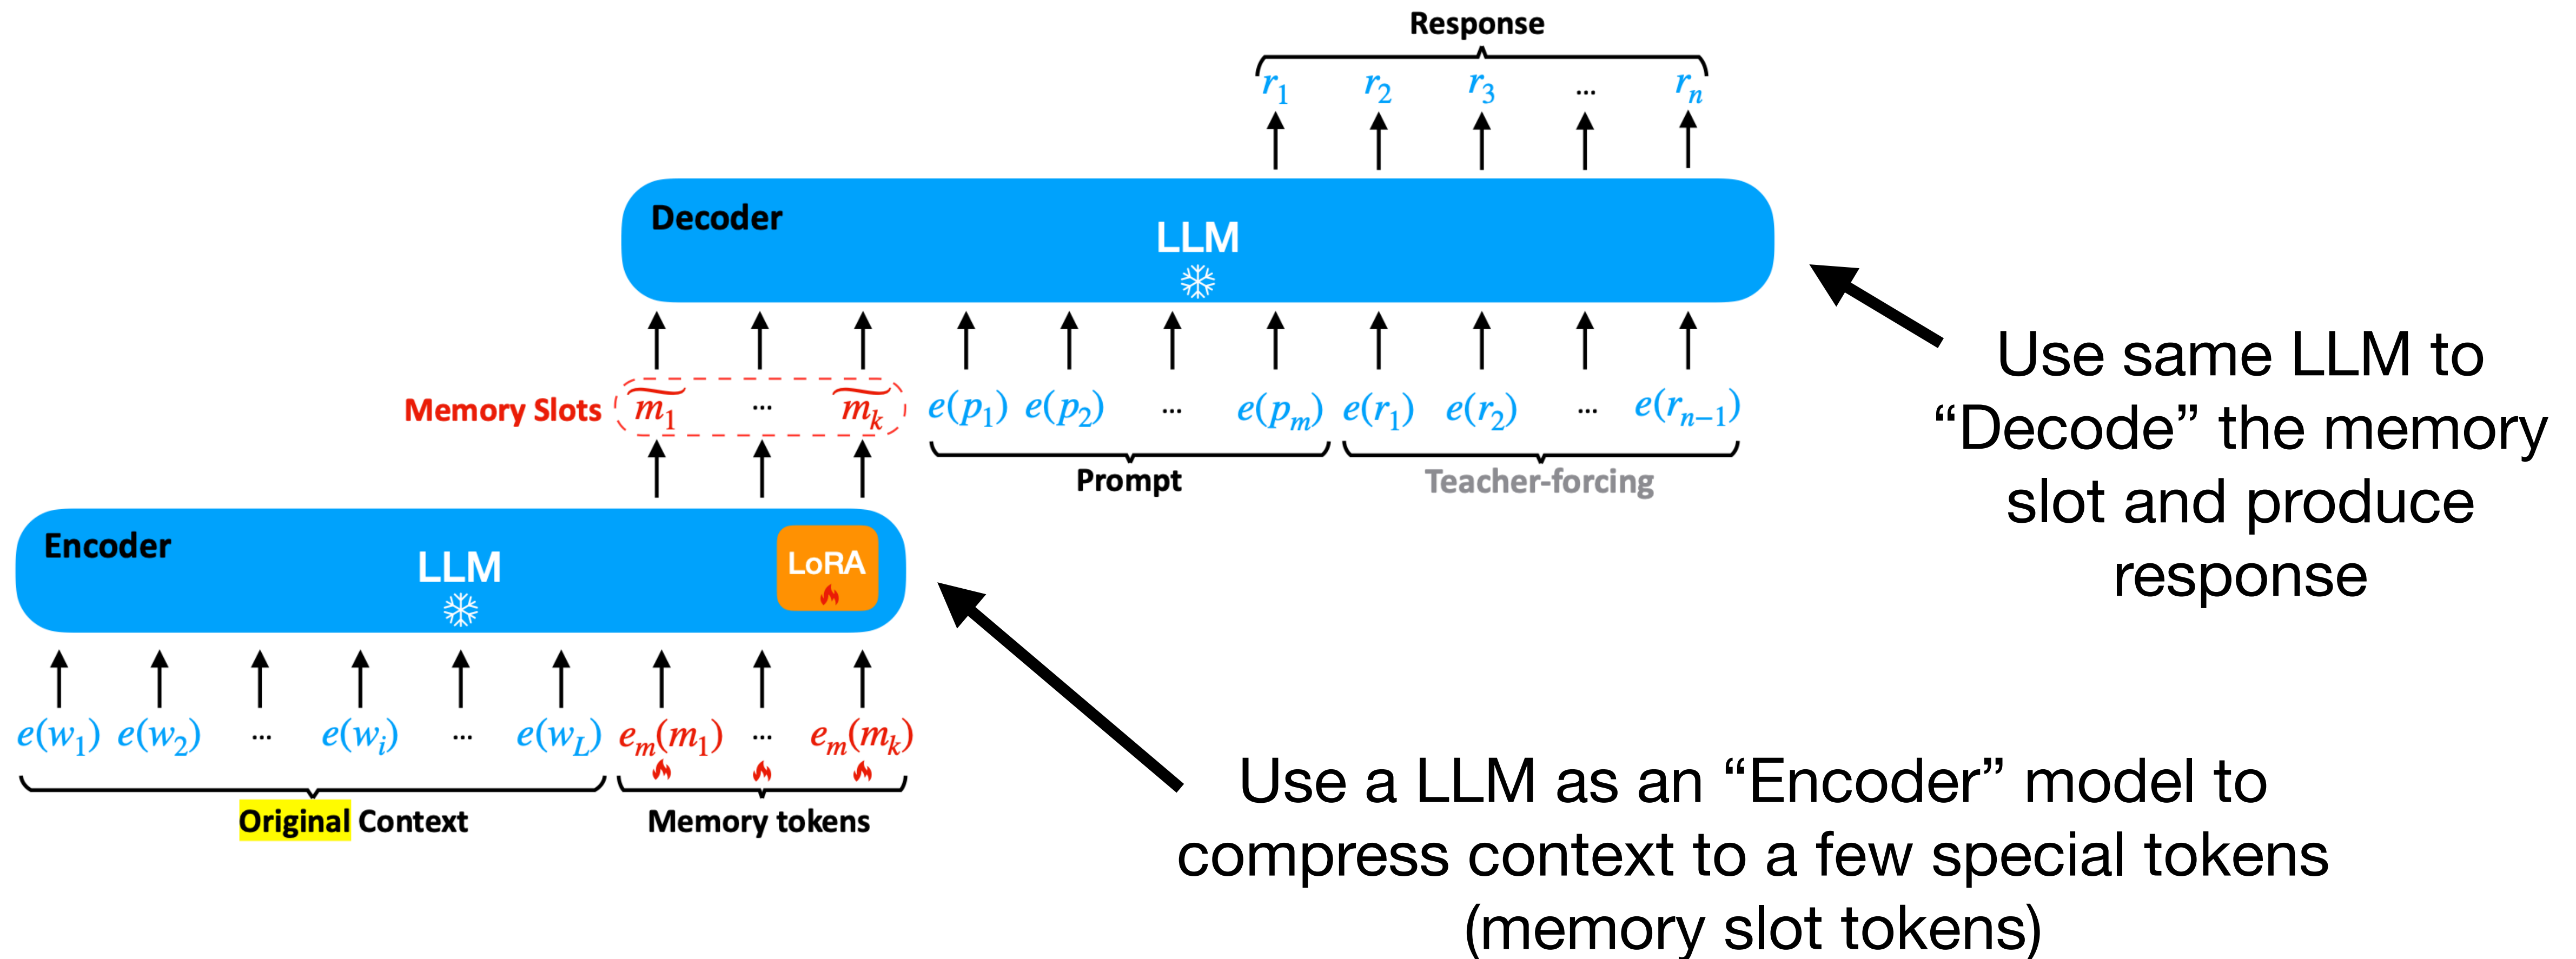 Response
r₁ r₂ r₃ ... rₙ
Decoder
LLM
Memory Slots m̃₁ ... m̃ₖ e(p₁) e(p₂) ... e(pₘ) e(r₁) e(r₂) ... e(rₙ₋₁)
Prompt Teacher-forcing
Use same LLM to
“Decode” the memory
slot and produce
response
Encoder
LLM
LoRA
e(w₁) e(w₂) ... e(wᵢ) ... e(w_L) eₘ(m₁) ... eₘ(mₖ)
Original Context Memory tokens
Use a LLM as an “Encoder” model to
compress context to a few special tokens
(memory slot tokens)